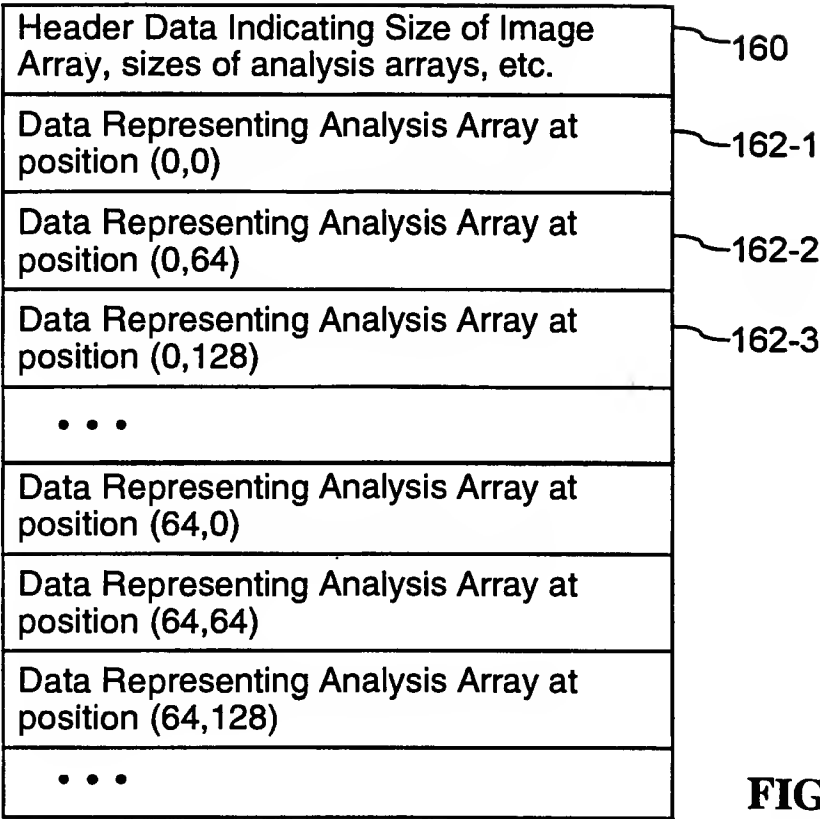 Header Data Indicating Size of Image
Array, sizes of analysis arrays, etc.
160
Data Representing Analysis Array at
position (0,0)
162-1
Data Representing Analysis Array at
position (0,64)
162-2
Data Representing Analysis Array at
position (0,128)
162-3
• • •
Data Representing Analysis Array at
position (64,0)
Data Representing Analysis Array at
position (64,64)
Data Representing Analysis Array at
position (64,128)
• • •
FIG